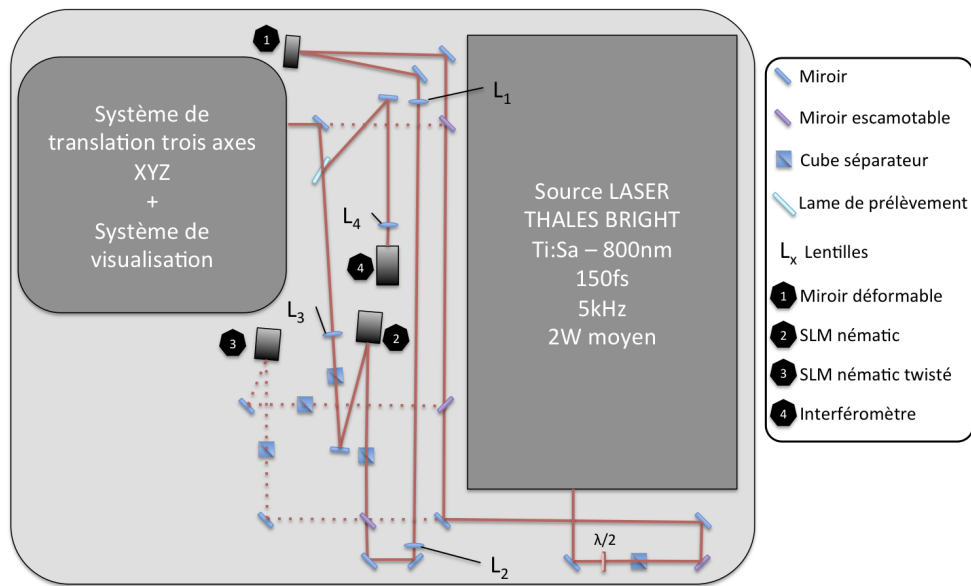 1
Système de
translation trois axes
XYZ
+
Système de
visualisation
L1
L4
4
L3
3
2
Source LASER
THALES BRIGHT
Ti:Sa – 800nm
150fs
5kHz
2W moyen
λ/2
L2
Miroir
Miroir escamotable
Cube séparateur
Lame de prélèvement
Lx Lentilles
1 Miroir déformable
2 SLM nématic
3 SLM nématic twisté
4 Interféromètre